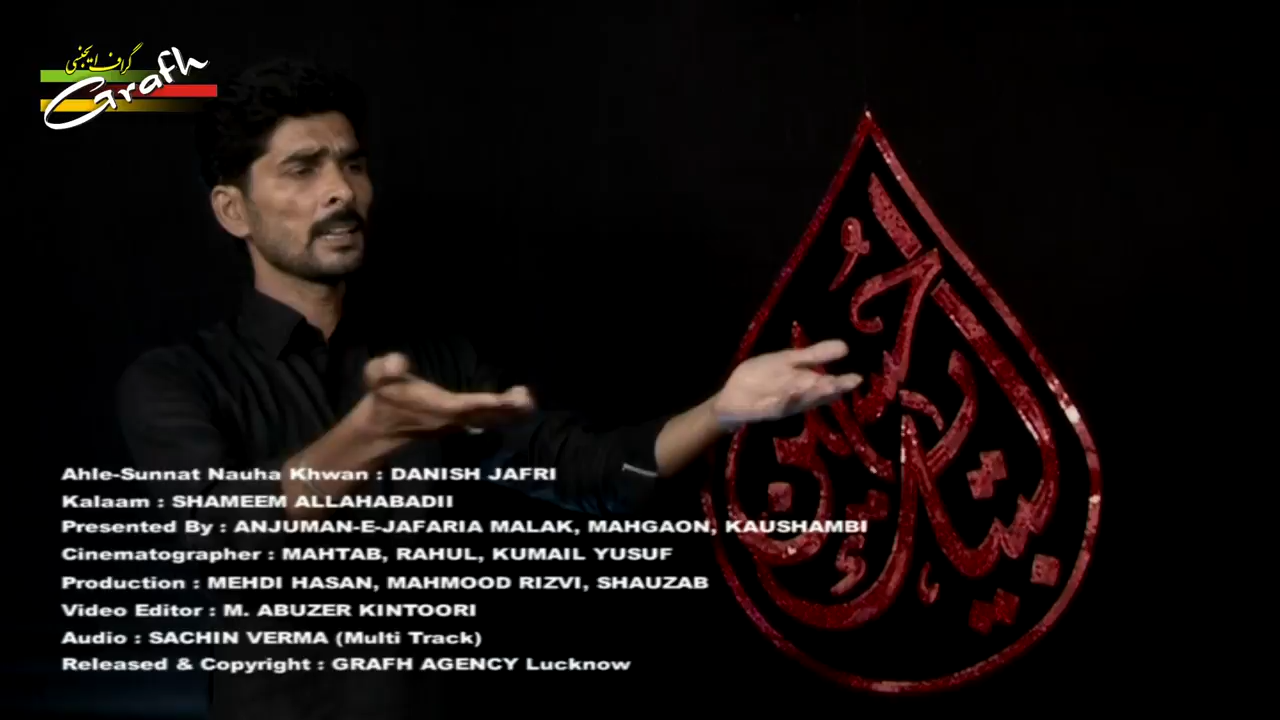 گراف ایجنسی
Grafh
لبیک
یا
حسین
Ahle-Sunnat Nauha Khwan : DANISH JAFRI
Kalaam : SHAMEEM ALLAHABADII
Presented By : ANJUMAN-E-JAFARIA MALAK, MAHGAON, KAUSHAMBI
Cinematographer : MAHTAB, RAHUL, KUMAIL YUSUF
Production : MEHDI HASAN, MAHMOOD RIZVI, SHAUZAB
Video Editor : M. ABUZER KINTOORI
Audio : SACHIN VERMA (Multi Track)
Released & Copyright : GRAFH AGENCY Lucknow